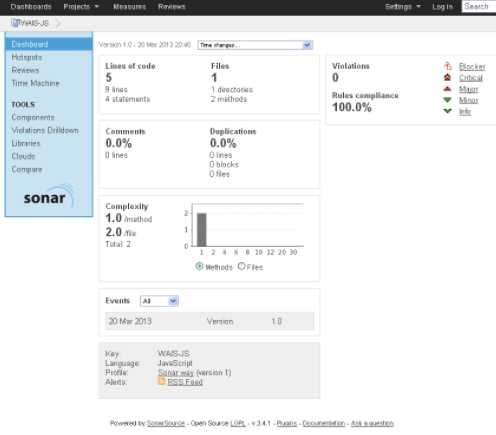 Dashboards Projects Measures Reviews Settings Log in Search
WAIS-JS
Dashboard
Hotspots
Reviews
Time Machine
TOOLS
Components
Violations Drilldown
Libraries
Clouds
Compare
sonar
Version 1.0 - 20 Mar 2013 20:40 Time changes...
Lines of code
5
9 lines
4 statements
Files
1
1 directories
2 methods
Comments
0.0%
0 lines
Duplications
0.0%
0 lines
0 blocks
0 files
Complexity
1.0 /method
2.0 /file
Total: 2
2
1
0
1 2 4 6 8 10 12 20 30
Methods Files
Events All
20 Mar 2013 Version 1.0
Key: WAIS-JS
Language: JavaScript
Profile: Sonar way (version 1)
Alerts: RSS Feed
Violations
0
Rules compliance
100.0%
Blocker
Critical
Major
Minor
Info
Powered by SonarSource - Open Source LGPL - v.3.4.1 - Plugins - Documentation - Ask a question